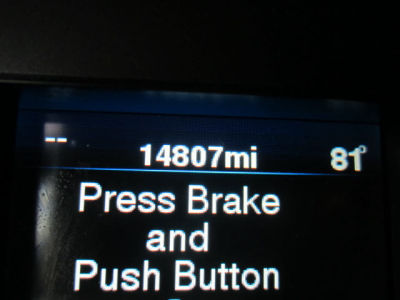 -- 14807mi 81°
Press Brake
and
Push Button